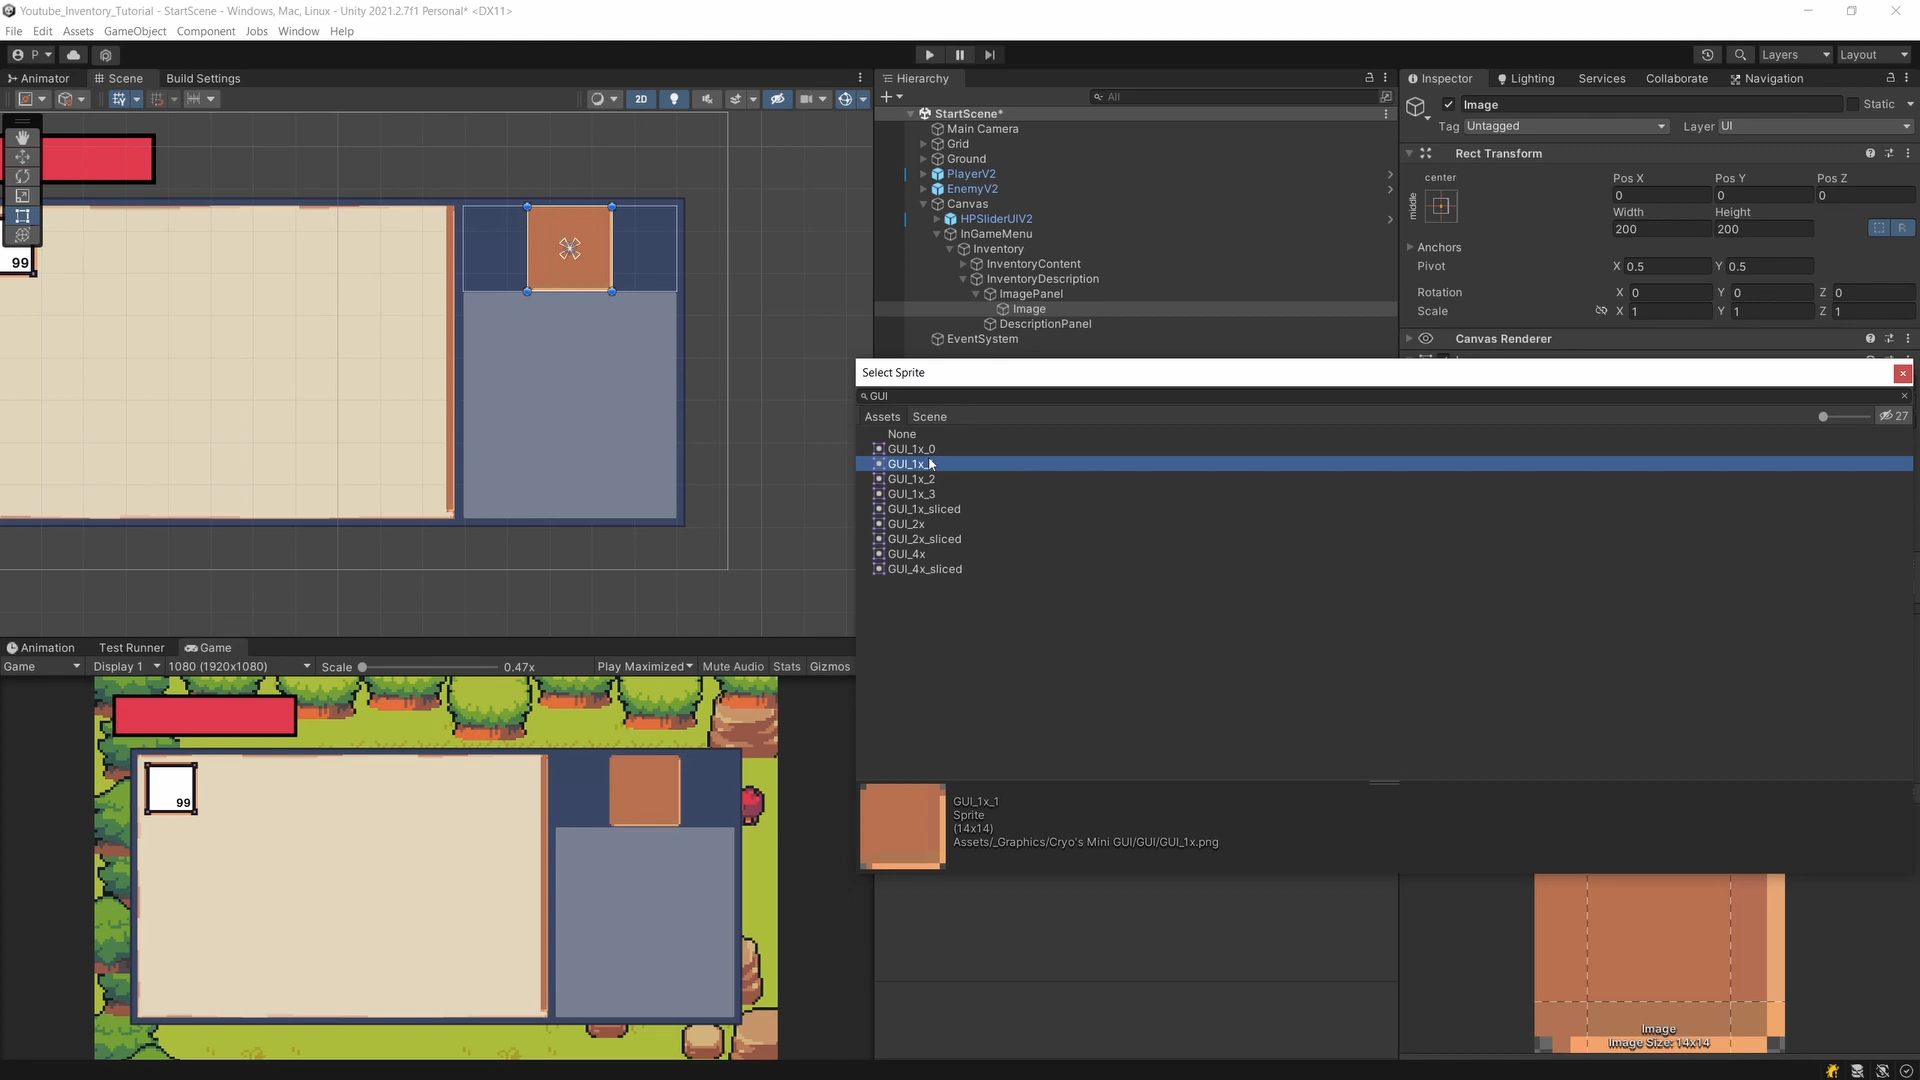 Youtube_Inventory_Tutorial - StartScene - Windows, Mac, Linux - Unity 2021.2.7f1 Personal* <DX11>
File Edit Assets GameObject Component Jobs Window Help
P Layers Layout
Animator Scene Build Settings
2D
99
Hierarchy
All
StartScene*
Main Camera
Grid
Ground
PlayerV2
EnemyV2
Canvas
HPSliderUIV2
InGameMenu
Inventory
InventoryContent
InventoryDescription
ImagePanel
Image
DescriptionPanel
EventSystem
Inspector Lighting Services Collaborate Navigation
Image Static
Tag Untagged Layer UI
Rect Transform
center Pos X Pos Y Pos Z
middle 0 0 0
Width Height
200 200 R
Anchors
Pivot X 0.5 Y 0.5
Rotation X 0 Y 0 Z 0
Scale X 1 Y 1 Z 1
Canvas Renderer
Select Sprite
GUI
Assets Scene 27
None
GUI_1x_0
GUI_1x_
GUI_1x_2
GUI_1x_3
GUI_1x_sliced
GUI_2x
GUI_2x_sliced
GUI_4x
GUI_4x_sliced
GUI_1x_1
Sprite
(14x14)
Assets/_Graphics/Cryo's Mini GUI/GUI/GUI_1x.png
Animation Test Runner Game
Game Display 1 1080 (1920x1080) Scale 0.47x Play Maximized Mute Audio Stats Gizmos
99
Image
Image Size: 14x14